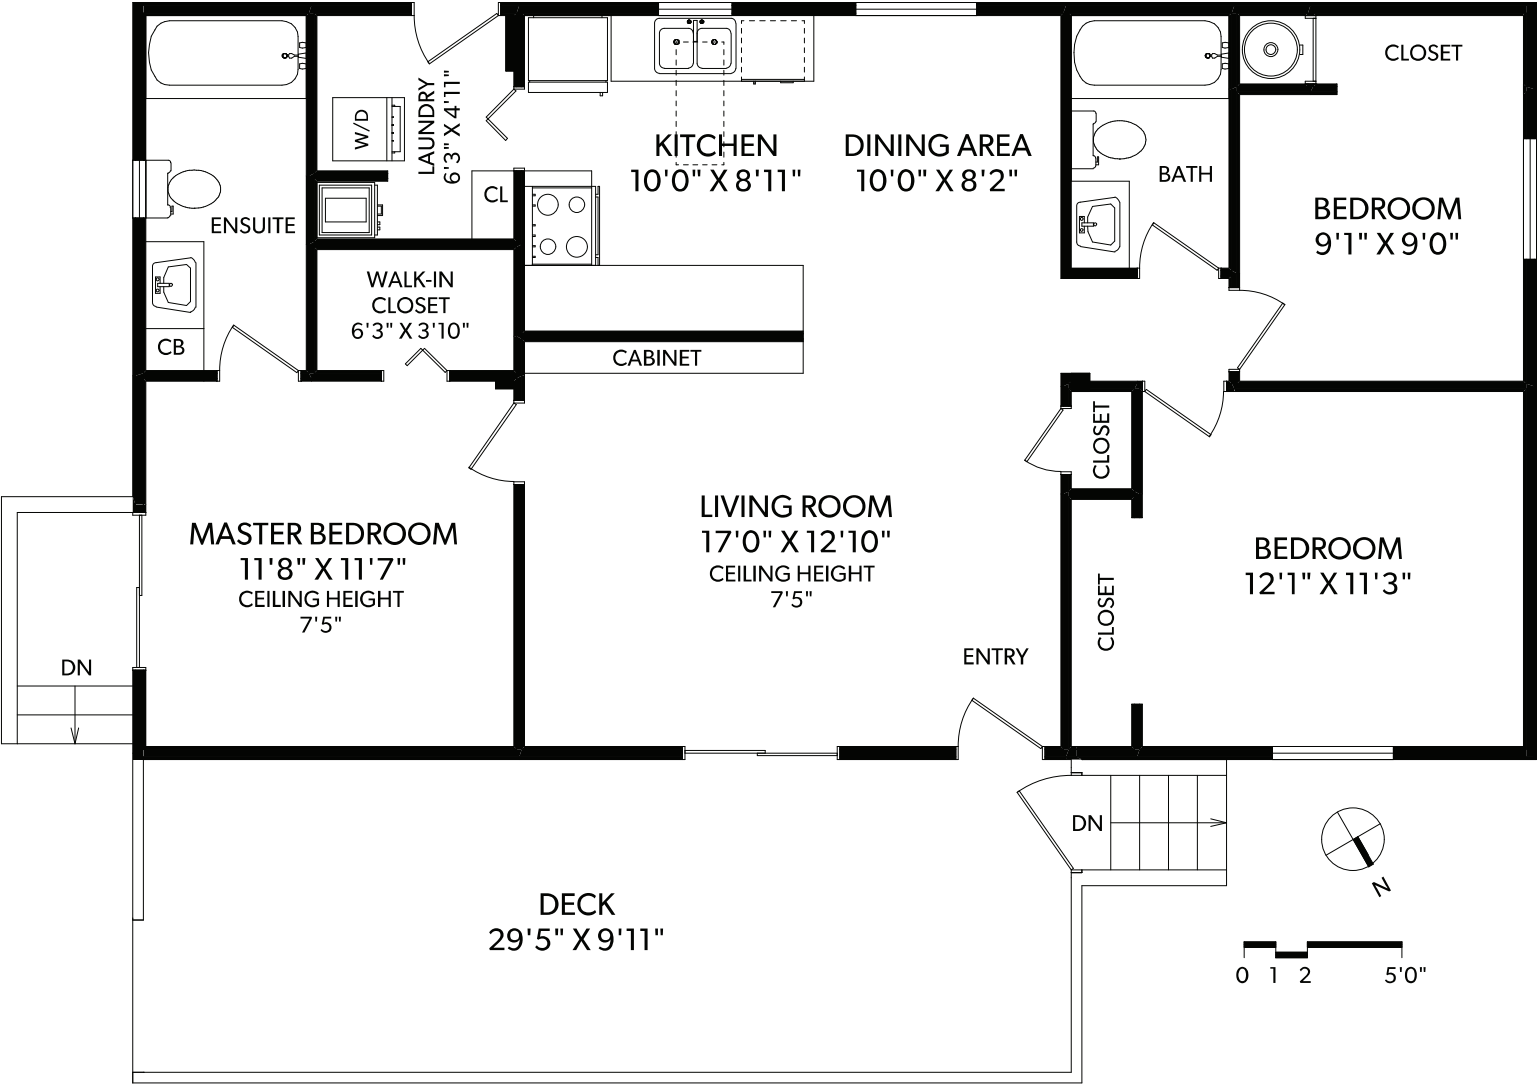 CLOSET
LAUNDRY
6'3" X 4'11"
W/D
KITCHEN
10'0" X 8'11"
DINING AREA
10'0" X 8'2"
BATH
CL
BEDROOM
9'1" X 9'0"
ENSUITE
WALK-IN
CLOSET
6'3" X 3'10"
CB
CABINET
CLOSET
LIVING ROOM
17'0" X 12'10"
CEILING HEIGHT
7'5"
MASTER BEDROOM
11'8" X 11'7"
CEILING HEIGHT
7'5"
BEDROOM
12'1" X 11'3"
CLOSET
ENTRY
DN
DN
N
DECK
29'5" X 9'11"
0 1 2 5'0"